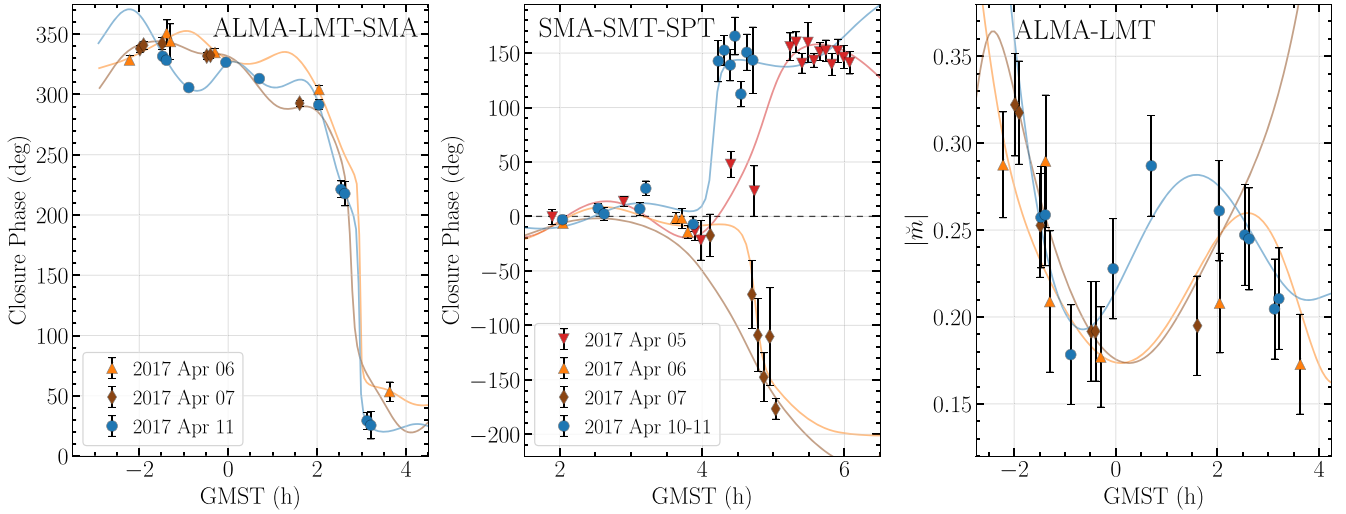 ALMA-LMT-SMA
Closure Phase (deg)
350
300
250
200
150
100
50
0
2017 Apr 06
2017 Apr 07
2017 Apr 11
−2
0
2
4
GMST (h)
SMA-SMT-SPT
Closure Phase (deg)
150
100
50
0
−50
−100
−150
−200
2017 Apr 05
2017 Apr 06
2017 Apr 07
2017 Apr 10-11
2
4
6
GMST (h)
ALMA-LMT
|m̆|
0.35
0.30
0.25
0.20
0.15
−2
0
2
4
GMST (h)